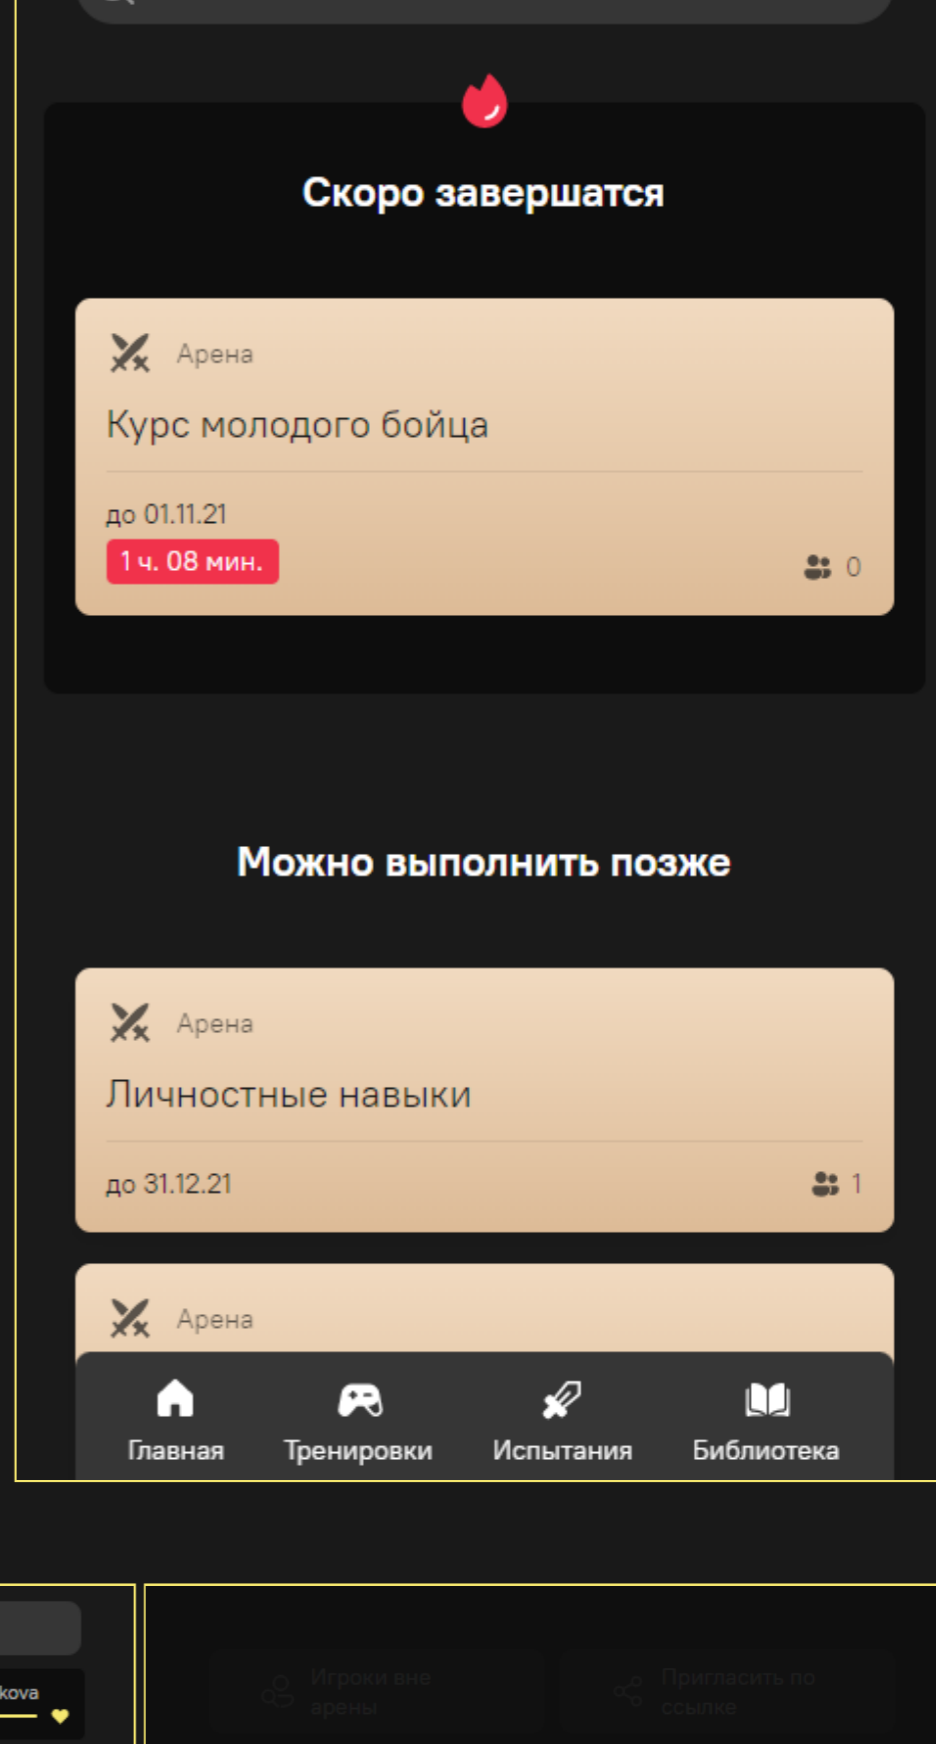 Скоро завершатся
Арена
Курс молодого бойца
до 01.11.21
1 ч. 08 мин.
0
Можно выполнить позже
Арена
Личностные навыки
до 31.12.21
1
Арена
Главная
Тренировки
Испытания
Библиотека
kova
Игроки вне
арены
Пригласить по
ссылке